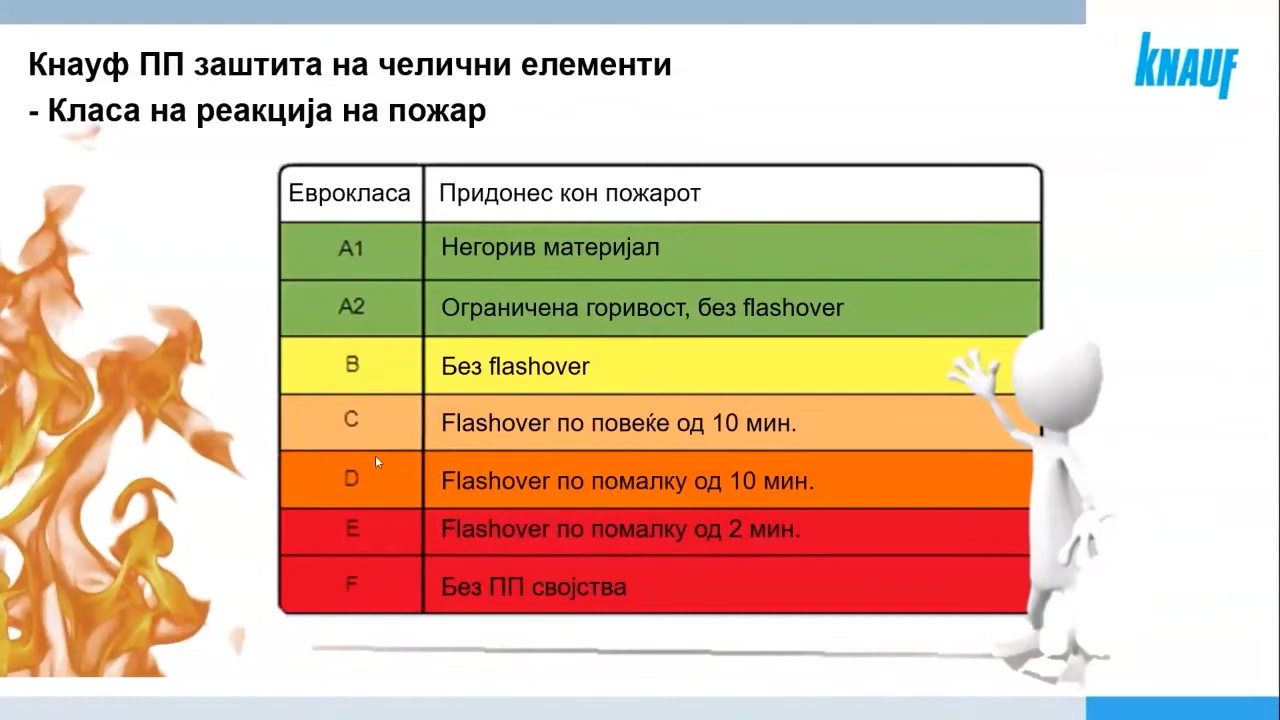 Кнауф ПП заштита на челични елементи
- Класа на реакција на пожар
KNAUF
Еврокласа Придонес кон пожарот
A1 Негорив материјал
A2 Ограничена горивост, без flashover
B Без flashover
C Flashover по повеќе од 10 мин.
D Flashover по помалку од 10 мин.
E Flashover по помалку од 2 мин.
F Без ПП својства